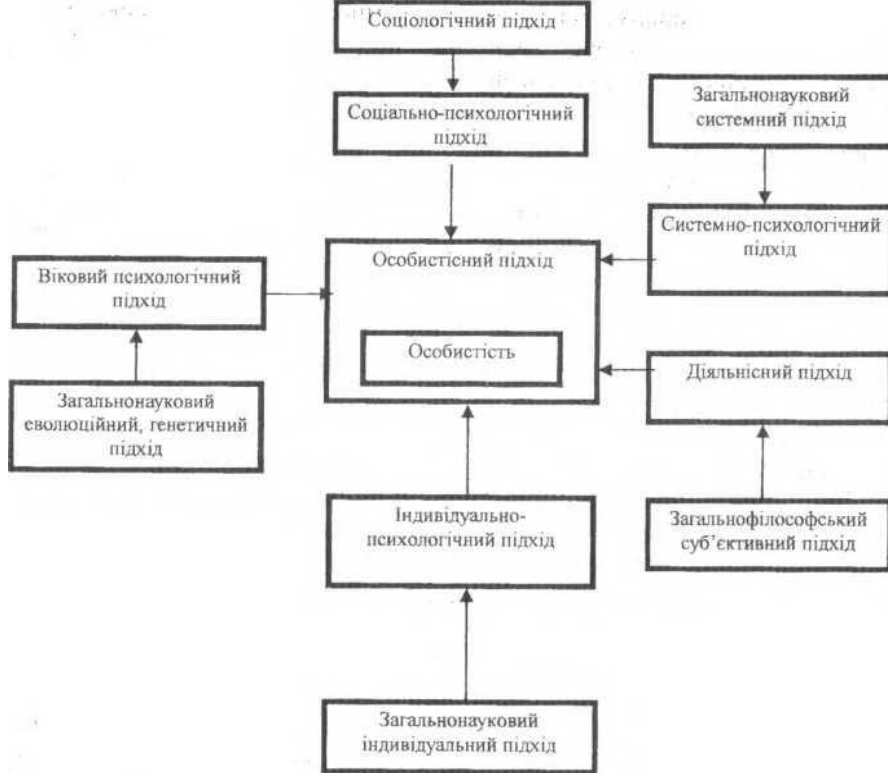 Соціологічний підхід
Соціально-психологічний
підхід
Загальнонауковий
системний підхід
Системно-психологічний
підхід
Особистісний підхід
Віковий психологічний
підхід
Особистість
Діяльнісний підхід
Загальнонауковий
еволюційний, генетичний
підхід
Індивідуально-
психологічний підхід
Загальнофілософський
суб’єктивний підхід
Загальнонауковий
індивідуальний підхід